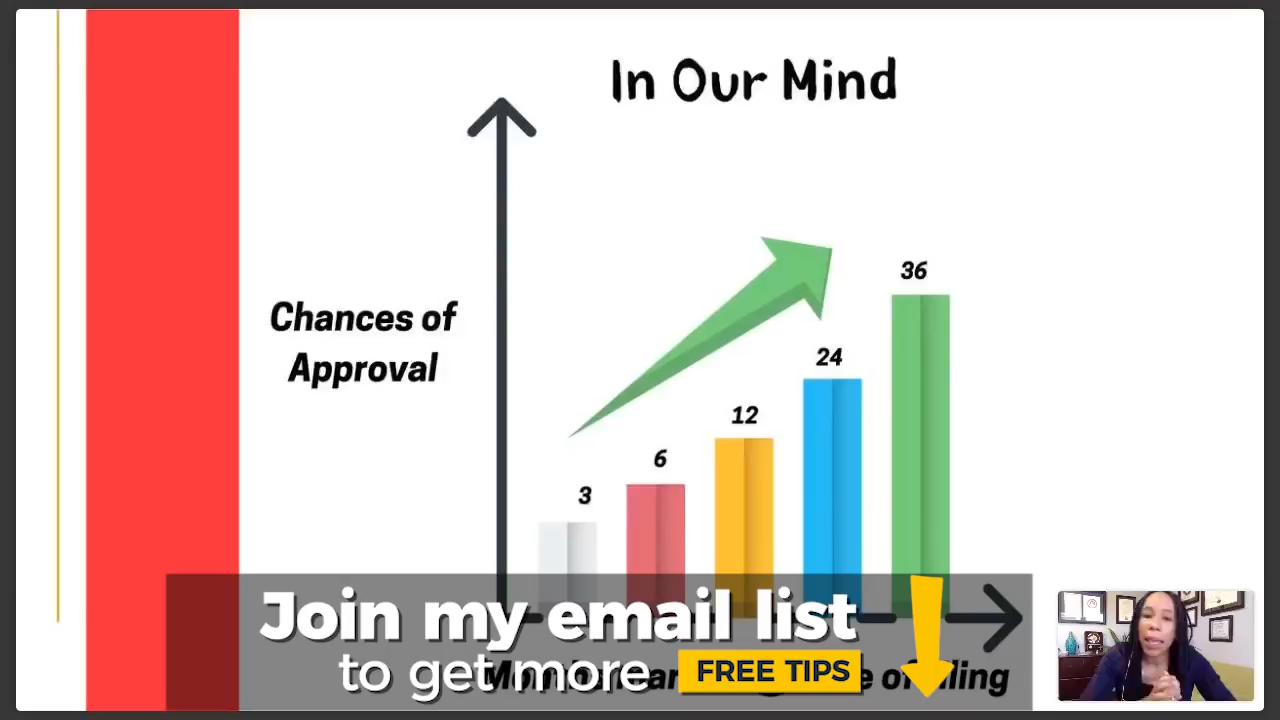 In Our Mind
Chances of
Approval
3
6
12
24
36
Join my email list
to get more FREE TIPS